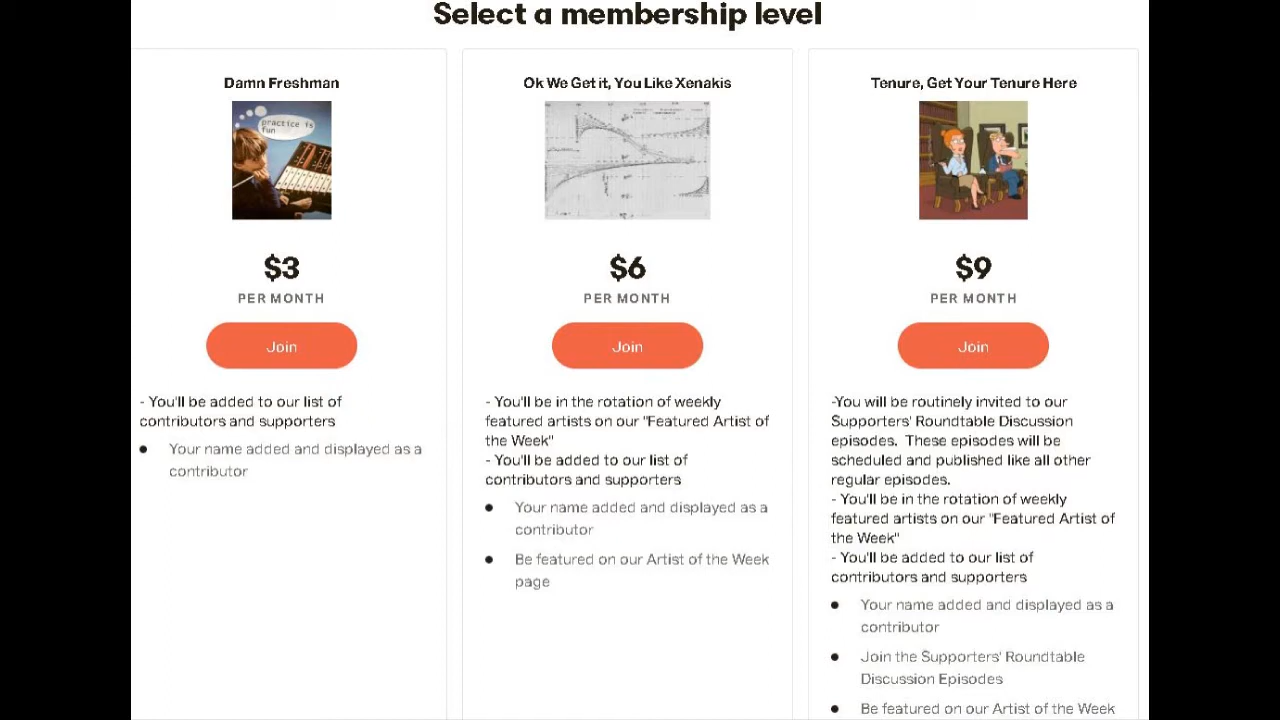 Select a membership level
Damn Freshman
practice is
fun
$3
PER MONTH
Join
- You'll be added to our list of
contributors and supporters
Your name added and displayed as a
contributor
Ok We Get it, You Like Xenakis
$6
PER MONTH
Join
- You'll be in the rotation of weekly
featured artists on our "Featured Artist of
the Week"
- You'll be added to our list of
contributors and supporters
Your name added and displayed as a
contributor
Be featured on our Artist of the Week
page
Tenure, Get Your Tenure Here
$9
PER MONTH
Join
-You will be routinely invited to our
Supporters' Roundtable Discussion
episodes.  These episodes will be
scheduled and published like all other
regular episodes.
- You'll be in the rotation of weekly
featured artists on our "Featured Artist of
the Week"
- You'll be added to our list of
contributors and supporters
Your name added and displayed as a
contributor
Join the Supporters' Roundtable
Discussion Episodes
Be featured on our Artist of the Week